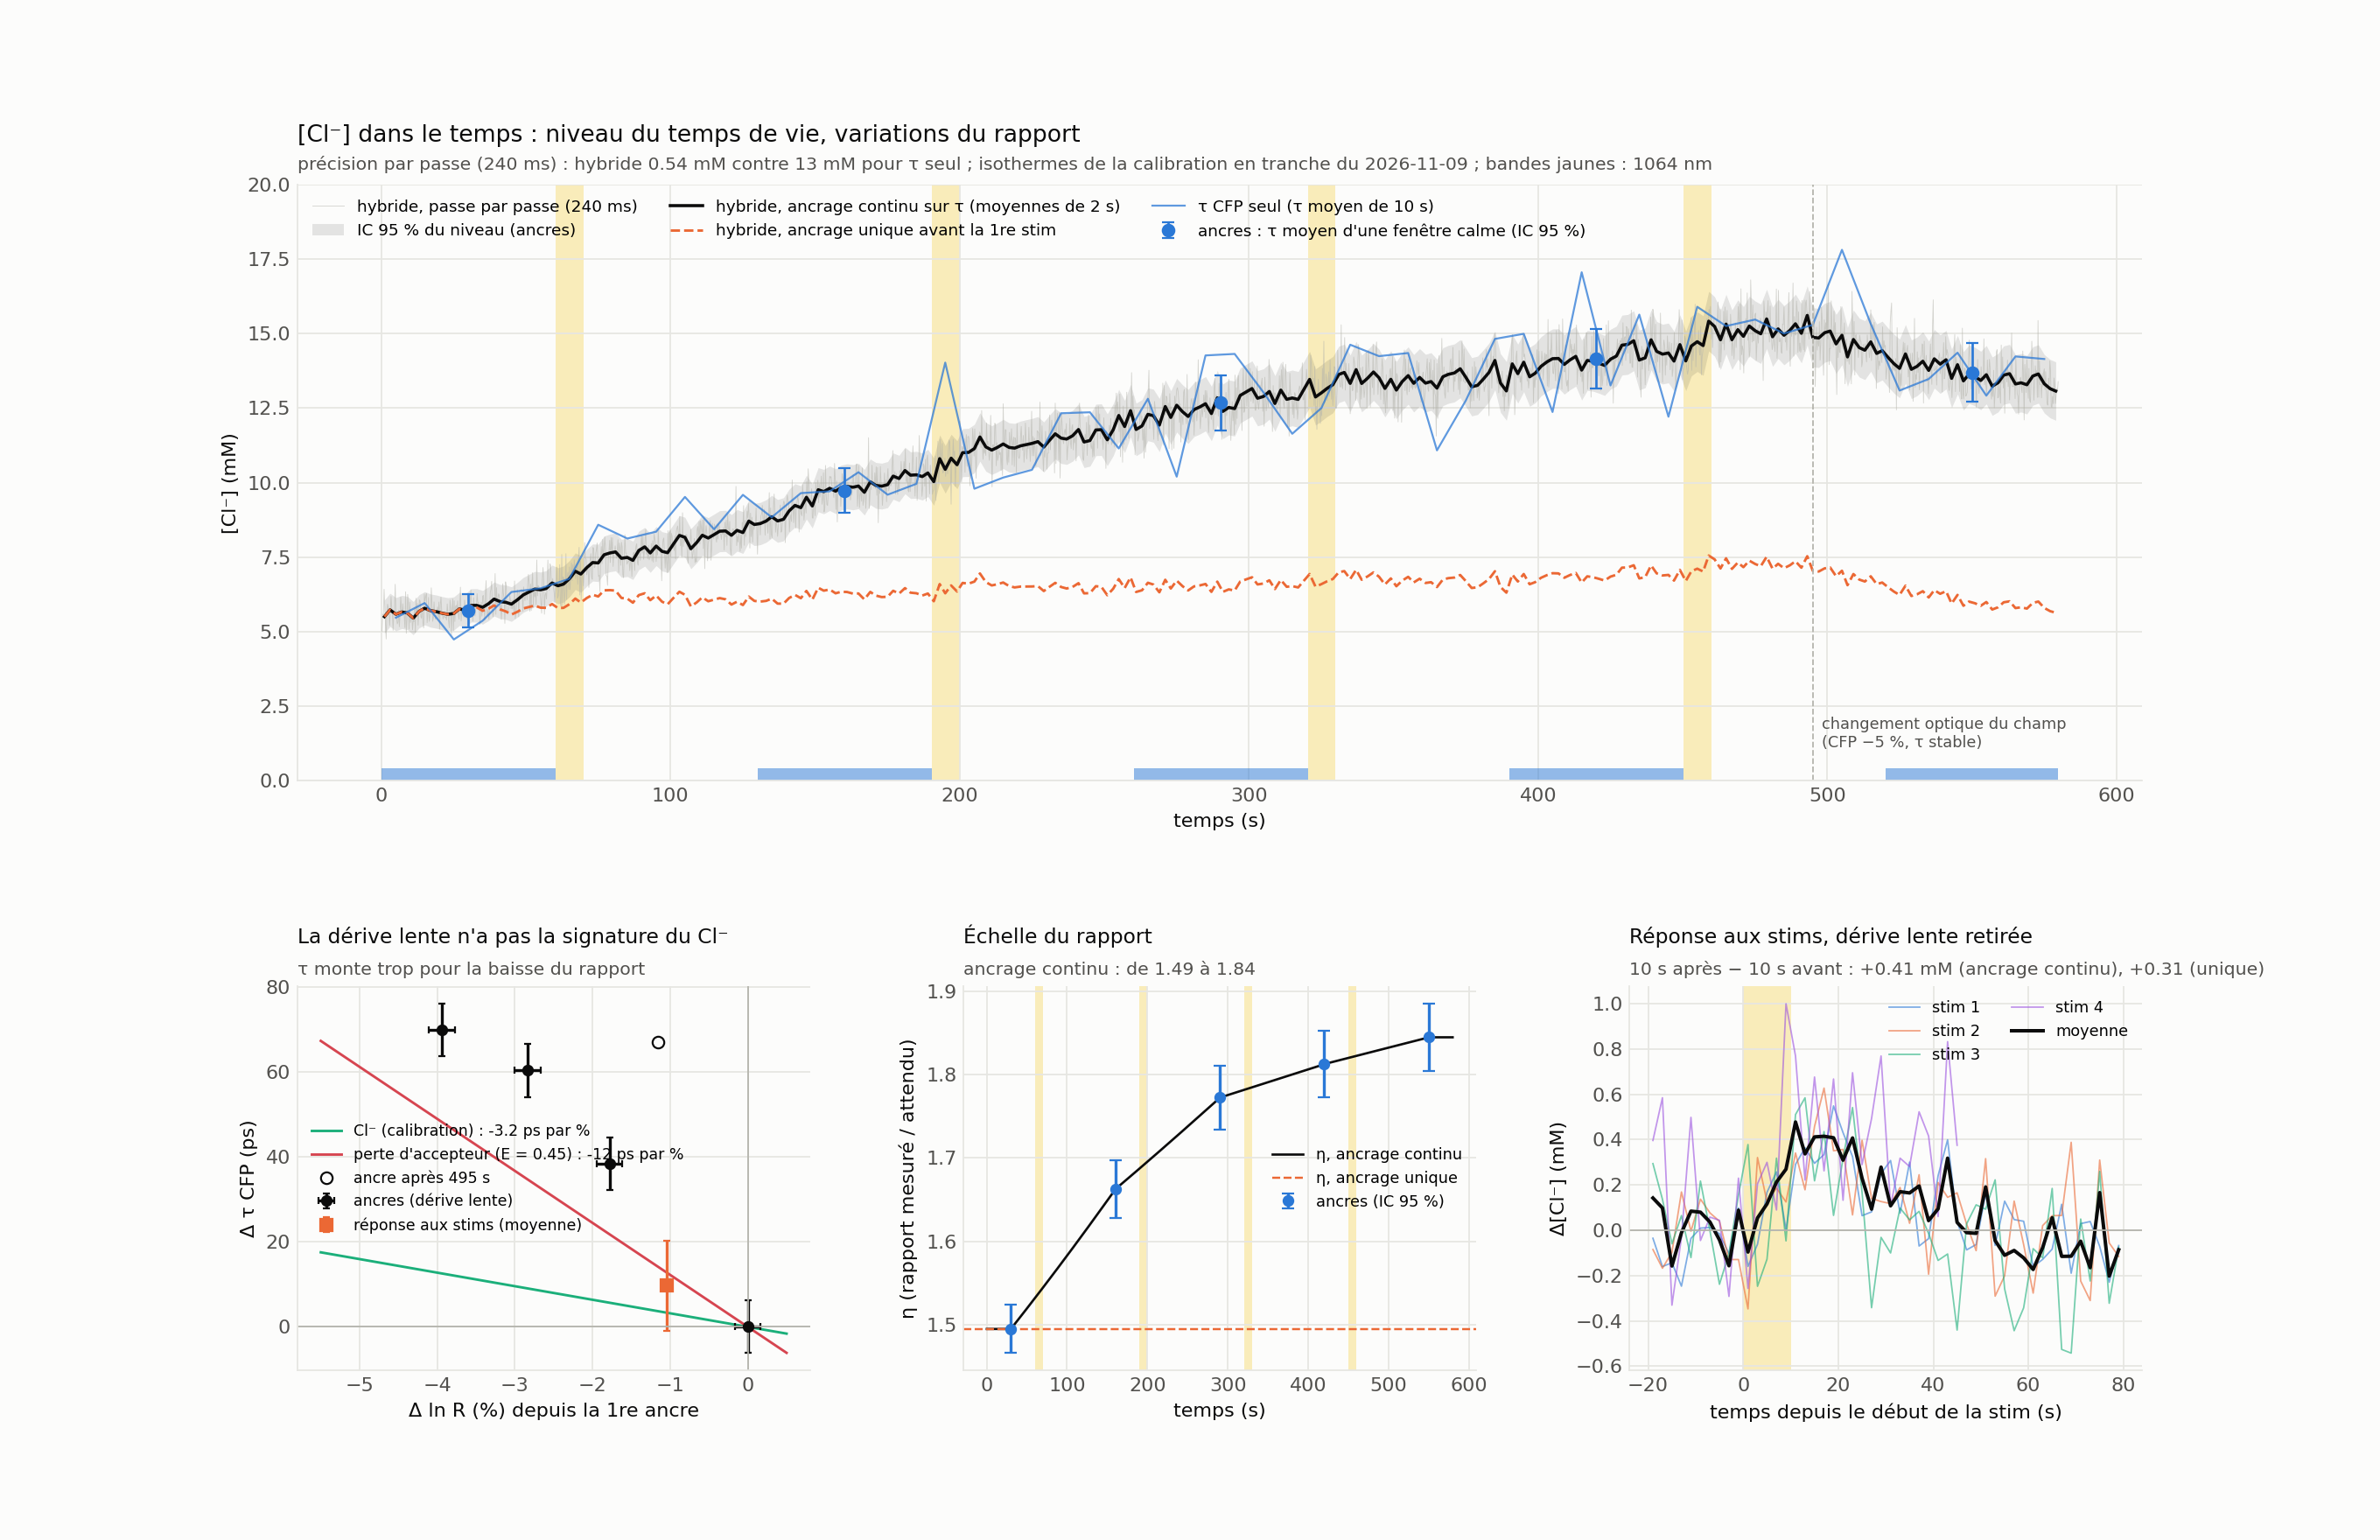 [Cl⁻] dans le temps : niveau du temps de vie, variations du rapport
précision par passe (240 ms) : hybride 0.54 mM contre 13 mM pour τ seul ; isothermes de la calibration en tranche du 2026-11-09 ; bandes jaunes : 1064 nm
hybride, passe par passe (240 ms)
IC 95 % du niveau (ancres)
hybride, ancrage continu sur τ (moyennes de 2 s)
hybride, ancrage unique avant la 1re stim
τ CFP seul (τ moyen de 10 s)
ancres : τ moyen d'une fenêtre calme (IC 95 %)
[Cl⁻] (mM)
20.0
17.5
15.0
12.5
10.0
7.5
5.0
2.5
0.0
changement optique du champ
(CFP −5 %, τ stable)
0 100 200 300 400 500 600
temps (s)
La dérive lente n'a pas la signature du Cl⁻
τ monte trop pour la baisse du rapport
Δ τ CFP (ps)
80
60
40
20
0
Cl⁻ (calibration) : -3.2 ps par %
perte d'accepteur (E = 0.45) : -12 ps par %
ancre après 495 s
ancres (dérive lente)
réponse aux stims (moyenne)
−5 −4 −3 −2 −1 0
Δ ln R (%) depuis la 1re ancre
Échelle du rapport
ancrage continu : de 1.49 à 1.84
η (rapport mesuré / attendu)
1.9
1.8
1.7
1.6
1.5
η, ancrage continu
η, ancrage unique
ancres (IC 95 %)
0 100 200 300 400 500 600
temps (s)
Réponse aux stims, dérive lente retirée
10 s après − 10 s avant : +0.41 mM (ancrage continu), +0.31 (unique)
Δ[Cl⁻] (mM)
1.0
0.8
0.6
0.4
0.2
0.0
−0.2
−0.4
−0.6
stim 1
stim 2
stim 3
stim 4
moyenne
−20 0 20 40 60 80
temps depuis le début de la stim (s)